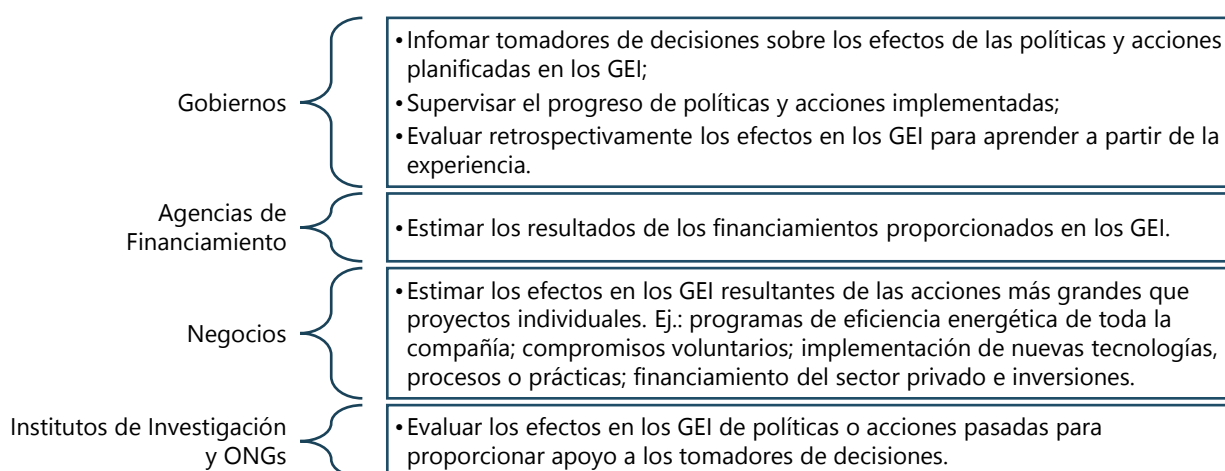 Gobiernos
•Infomar tomadores de decisiones sobre los efectos de las políticas y acciones
planificadas en los GEI;
•Supervisar el progreso de políticas y acciones implementadas;
•Evaluar retrospectivamente los efectos en los GEI para aprender a partir de la
experiencia.
Agencias de
Financiamiento
•Estimar los resultados de los financiamientos proporcionados en los GEI.
Negocios
•Estimar los efectos en los GEI resultantes de las acciones más grandes que
proyectos individuales. Ej.: programas de eficiencia energética de toda la
compañía; compromisos voluntarios; implementación de nuevas tecnologías,
procesos o prácticas; financiamiento del sector privado e inversiones.
Institutos de Investigación
y ONGs
•Evaluar los efectos en los GEI de políticas o acciones pasadas para
proporcionar apoyo a los tomadores de decisiones.